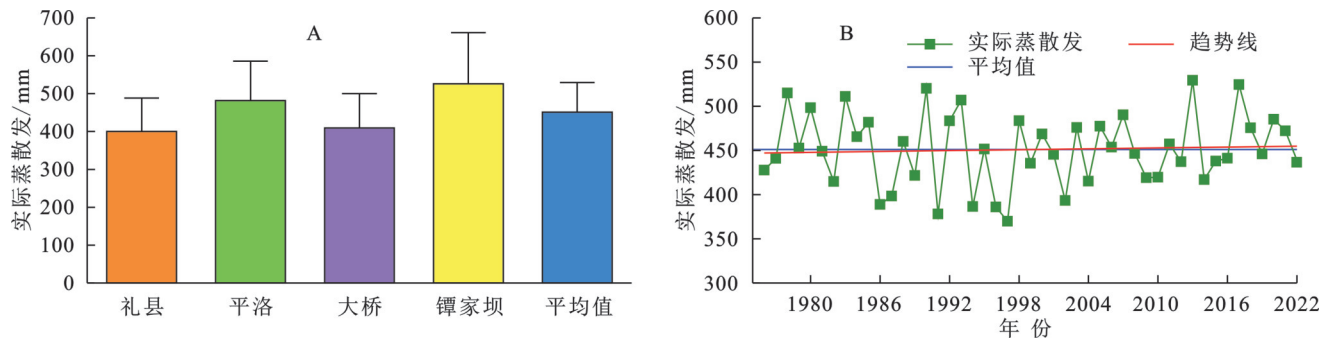 A
实际蒸散发/mm
700
600
500
400
300
200
100
0
礼县
平洛
大桥
镡家坝
平均值
B
实际蒸散发/mm
600
550
500
450
400
350
300
实际蒸散发
趋势线
平均值
1980
1986
1992
1998
2004
2010
2016
2022
年 份